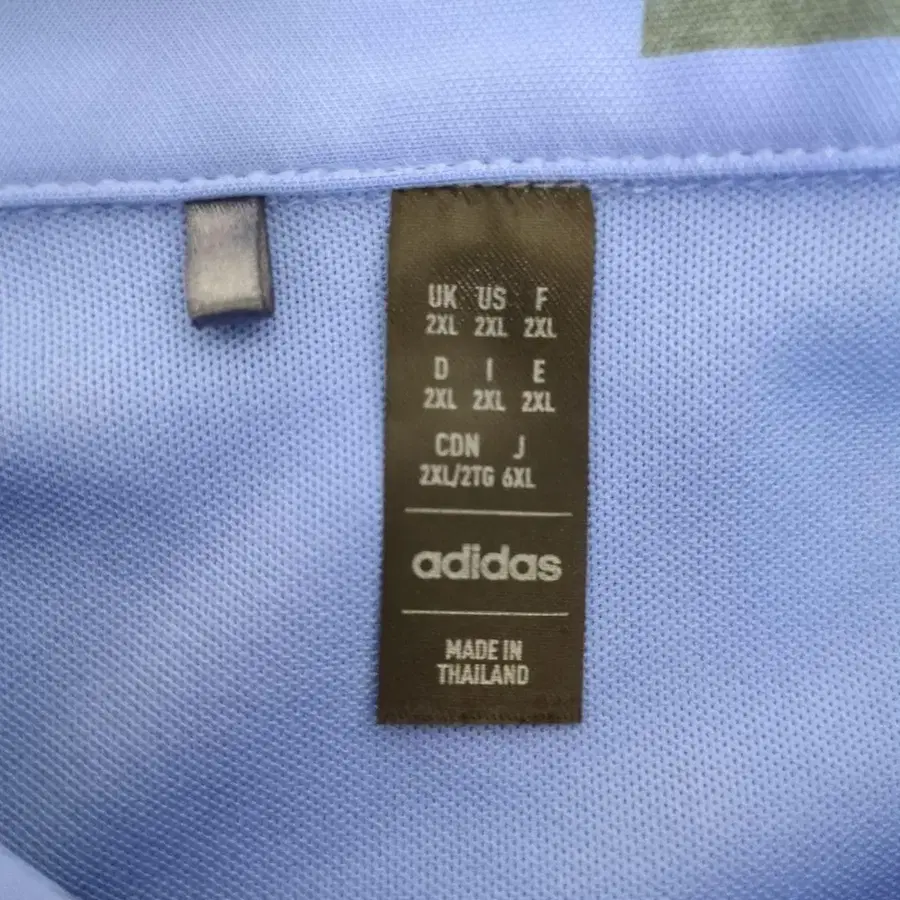 UK US F
2XL 2XL 2XL
D I E
2XL 2XL 2XL
CDN J
2XL/2TG 6XL
adidas
MADE IN
THAILAND